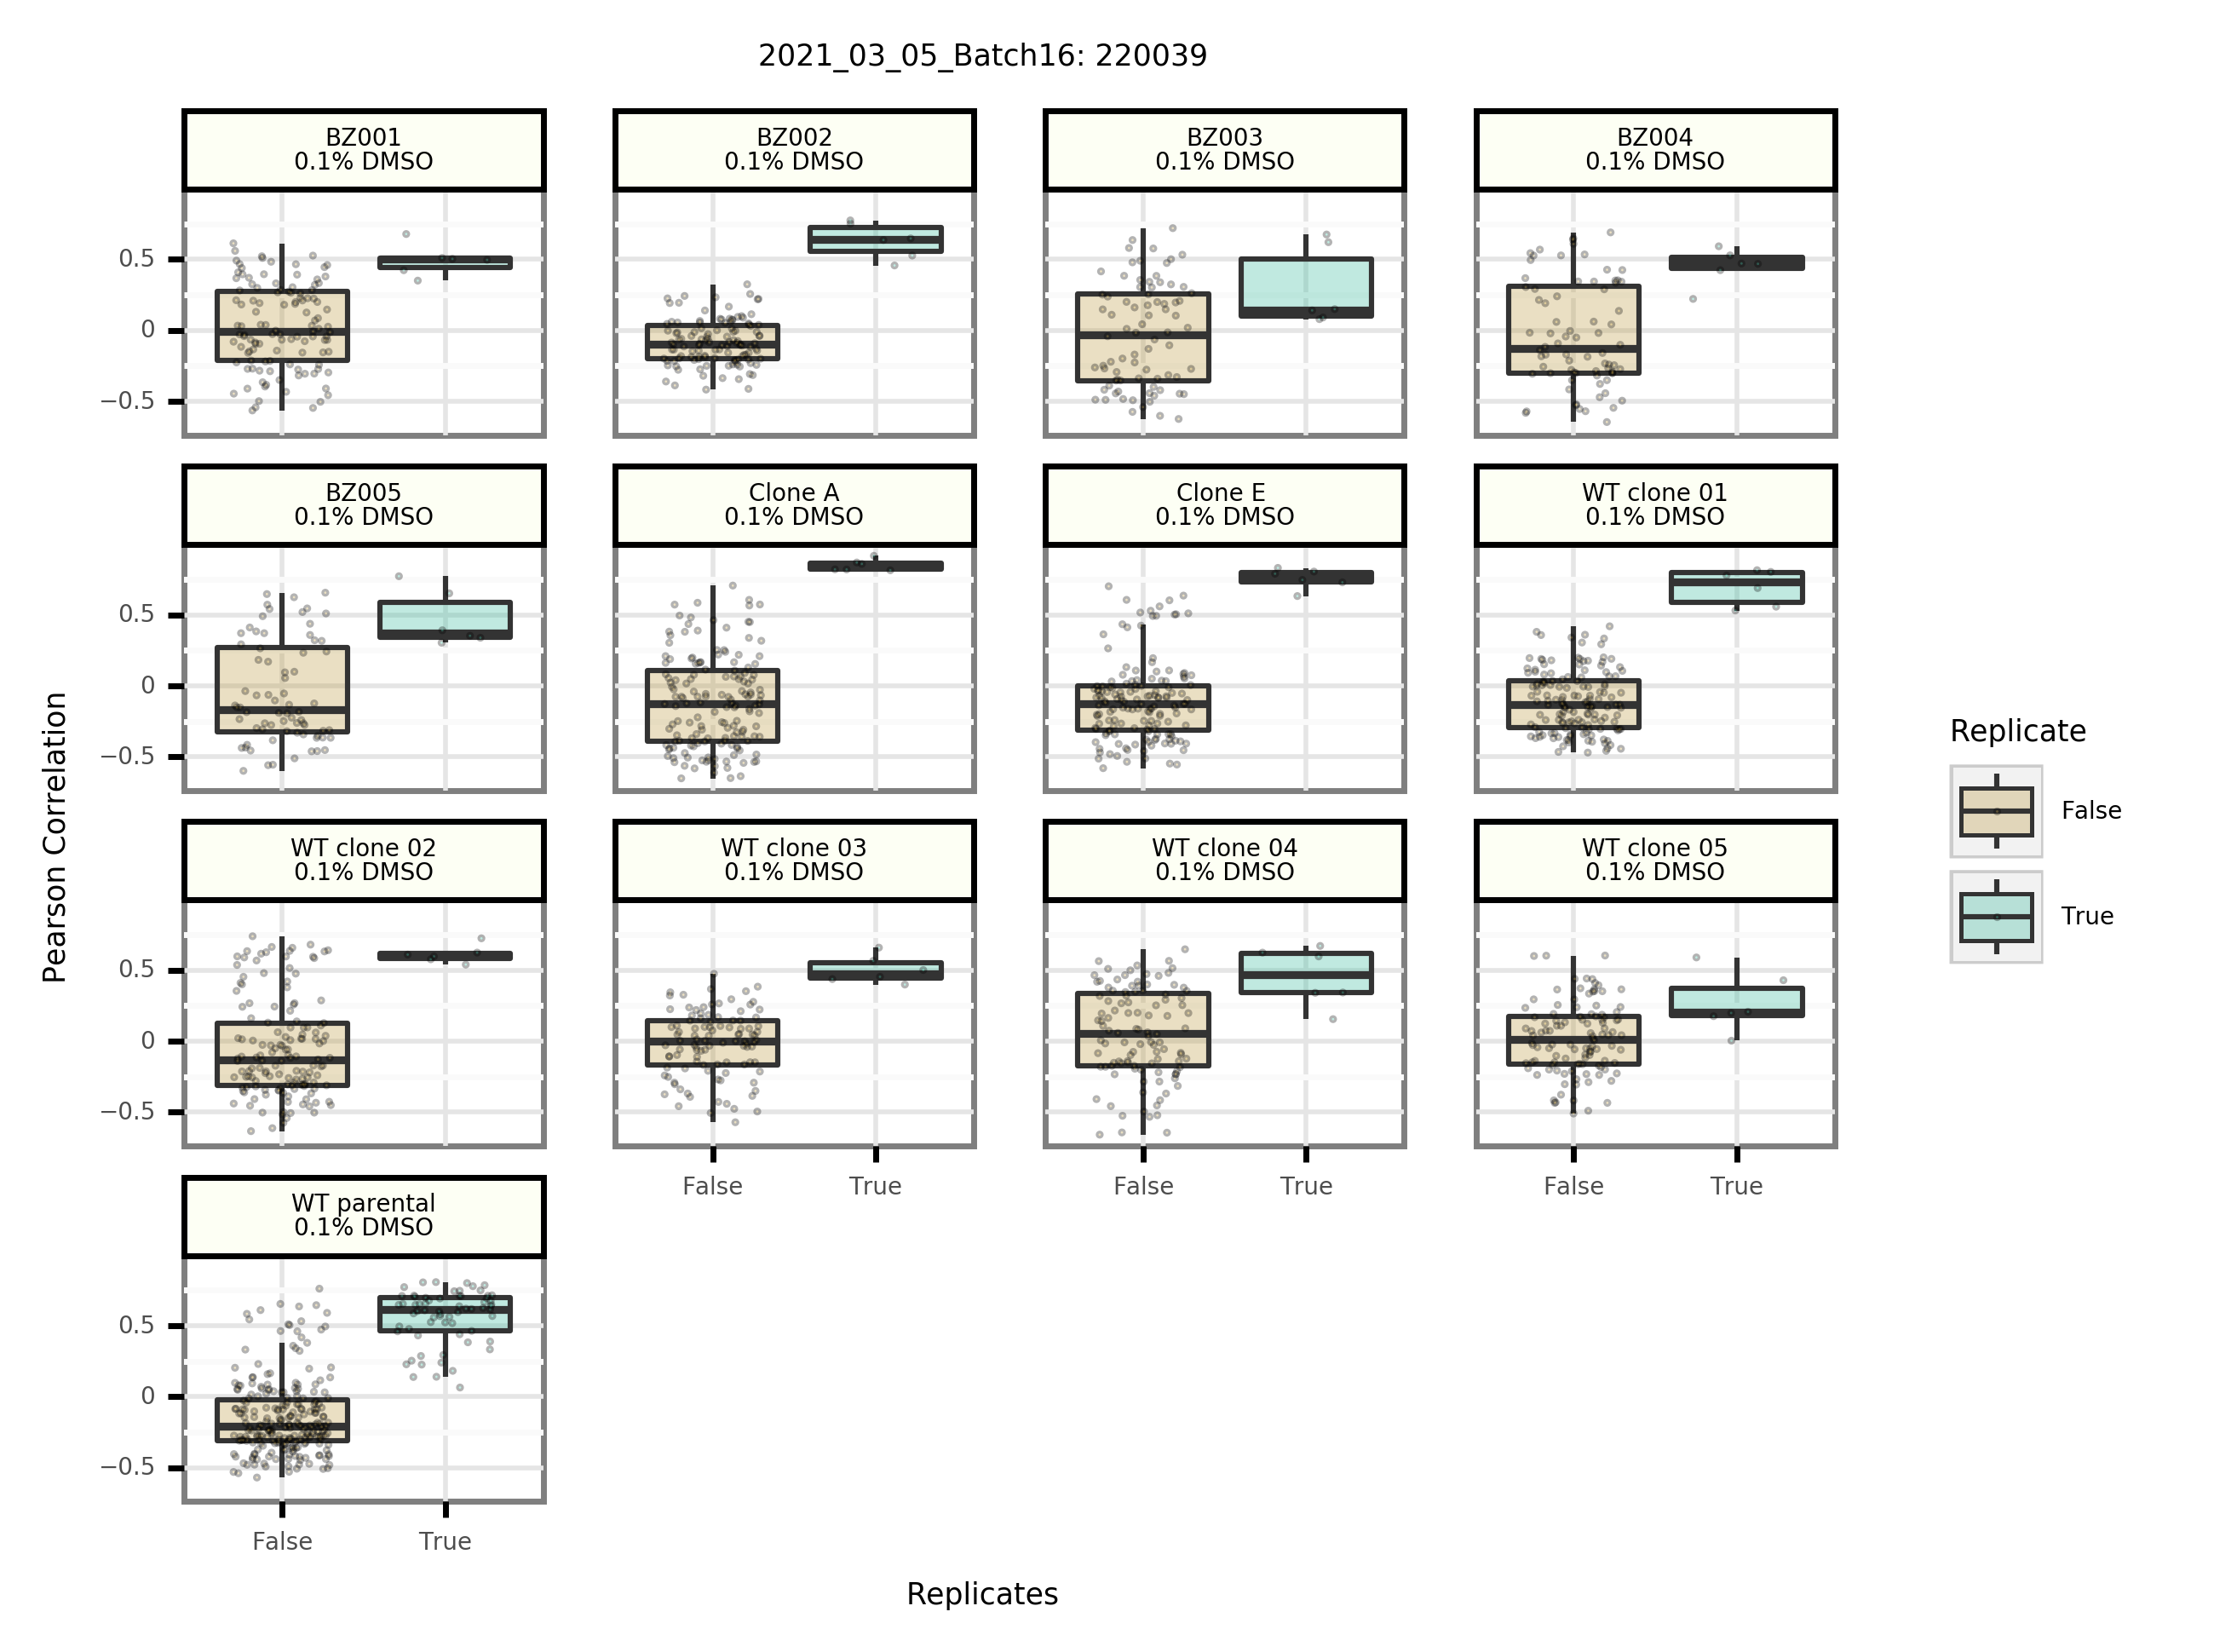 2021_03_05_Batch16: 220039
BZ001
0.1% DMSO
BZ002
0.1% DMSO
BZ003
0.1% DMSO
BZ004
0.1% DMSO
0.5
0
−0.5
BZ005
0.1% DMSO
Clone A
0.1% DMSO
Clone E
0.1% DMSO
WT clone 01
0.1% DMSO
0.5
0
−0.5
WT clone 02
0.1% DMSO
WT clone 03
0.1% DMSO
WT clone 04
0.1% DMSO
WT clone 05
0.1% DMSO
0.5
0
−0.5
False True
False True
False True
WT parental
0.1% DMSO
0.5
0
−0.5
False True
Pearson Correlation
Replicates
Replicate
False
True